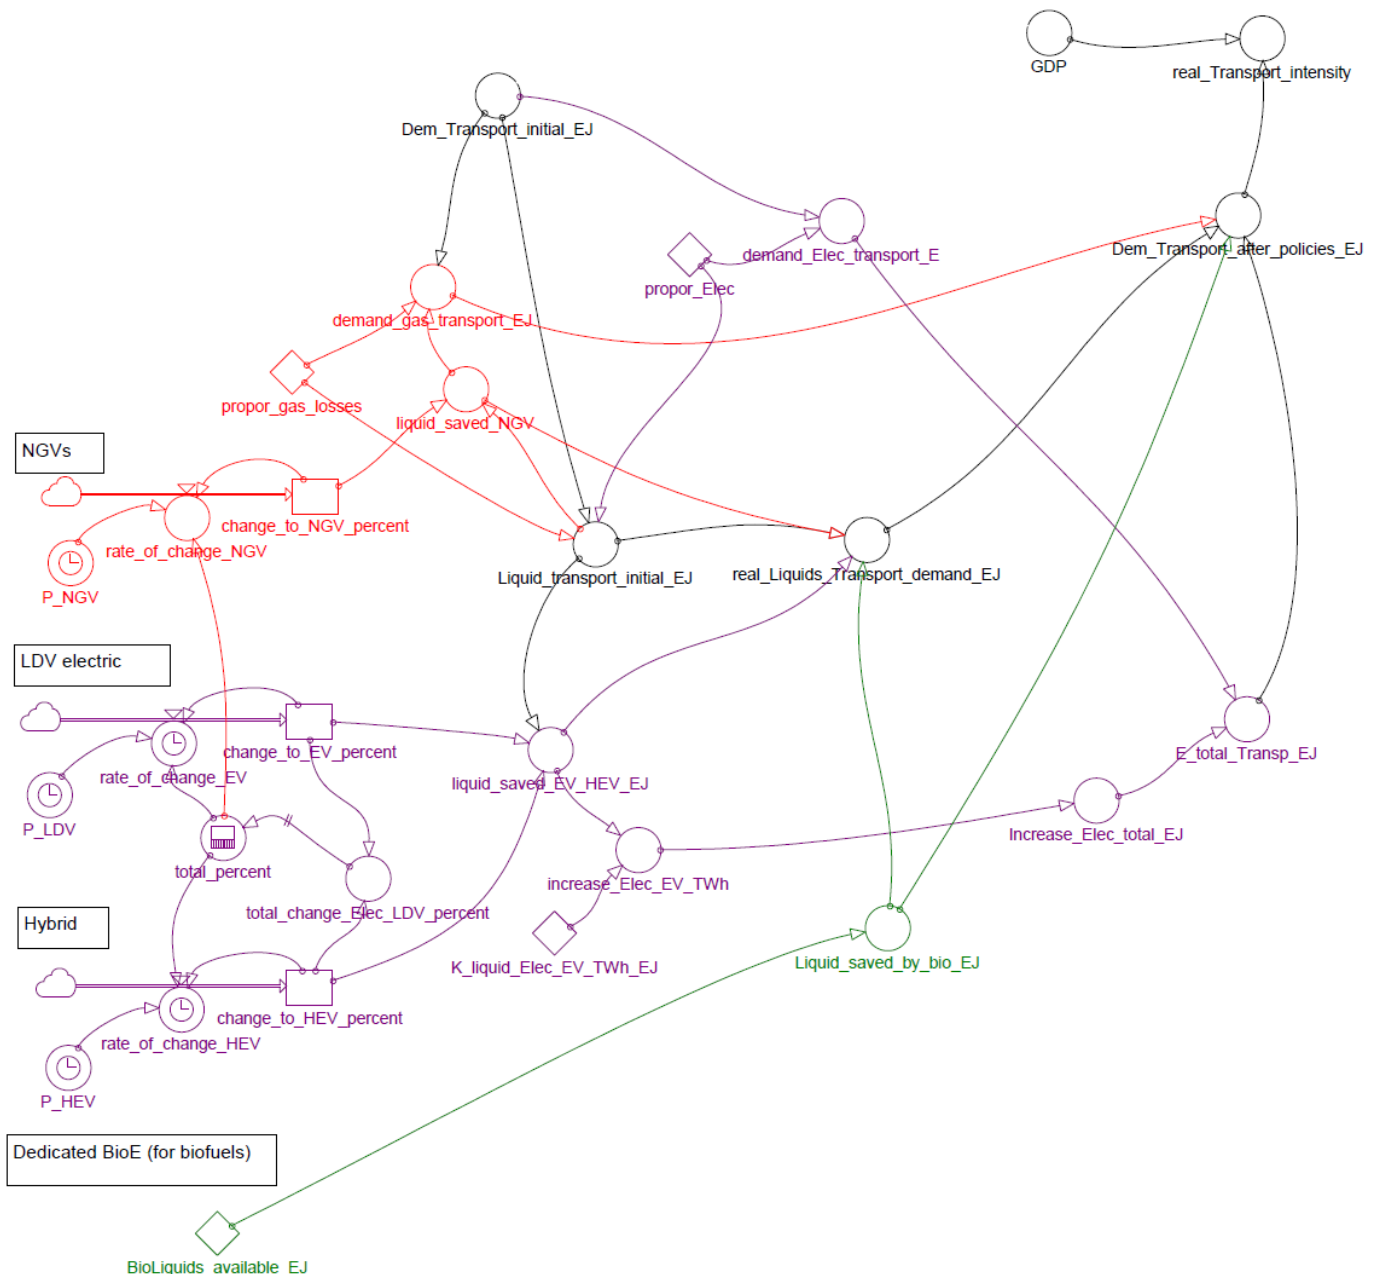 GDP
real_Transport_intensity
Dem_Transport_initial_EJ
demand_Elec_transport_E
Dem_Transport_after_policies_EJ
propor_Elec
demand_gas_transport_EJ
propor_gas_losses
liquid_saved_NGV
NGVs
change_to_NGV_percent
rate_of_change_NGV
P_NGV
Liquid_transport_initial_EJ
real_Liquids_Transport_demand_EJ
LDV electric
change_to_EV_percent
rate_of_change_EV
liquid_saved_EV_HEV_EJ
E_total_Transp_EJ
P_LDV
Increase_Elec_total_EJ
total_percent
increase_Elec_EV_TWh
total_change_Elec_LDV_percent
Hybrid
K_liquid_Elec_EV_TWh_EJ
Liquid_saved_by_bio_EJ
change_to_HEV_percent
rate_of_change_HEV
P_HEV
Dedicated BioE (for biofuels)
BioLiquids_available_EJ